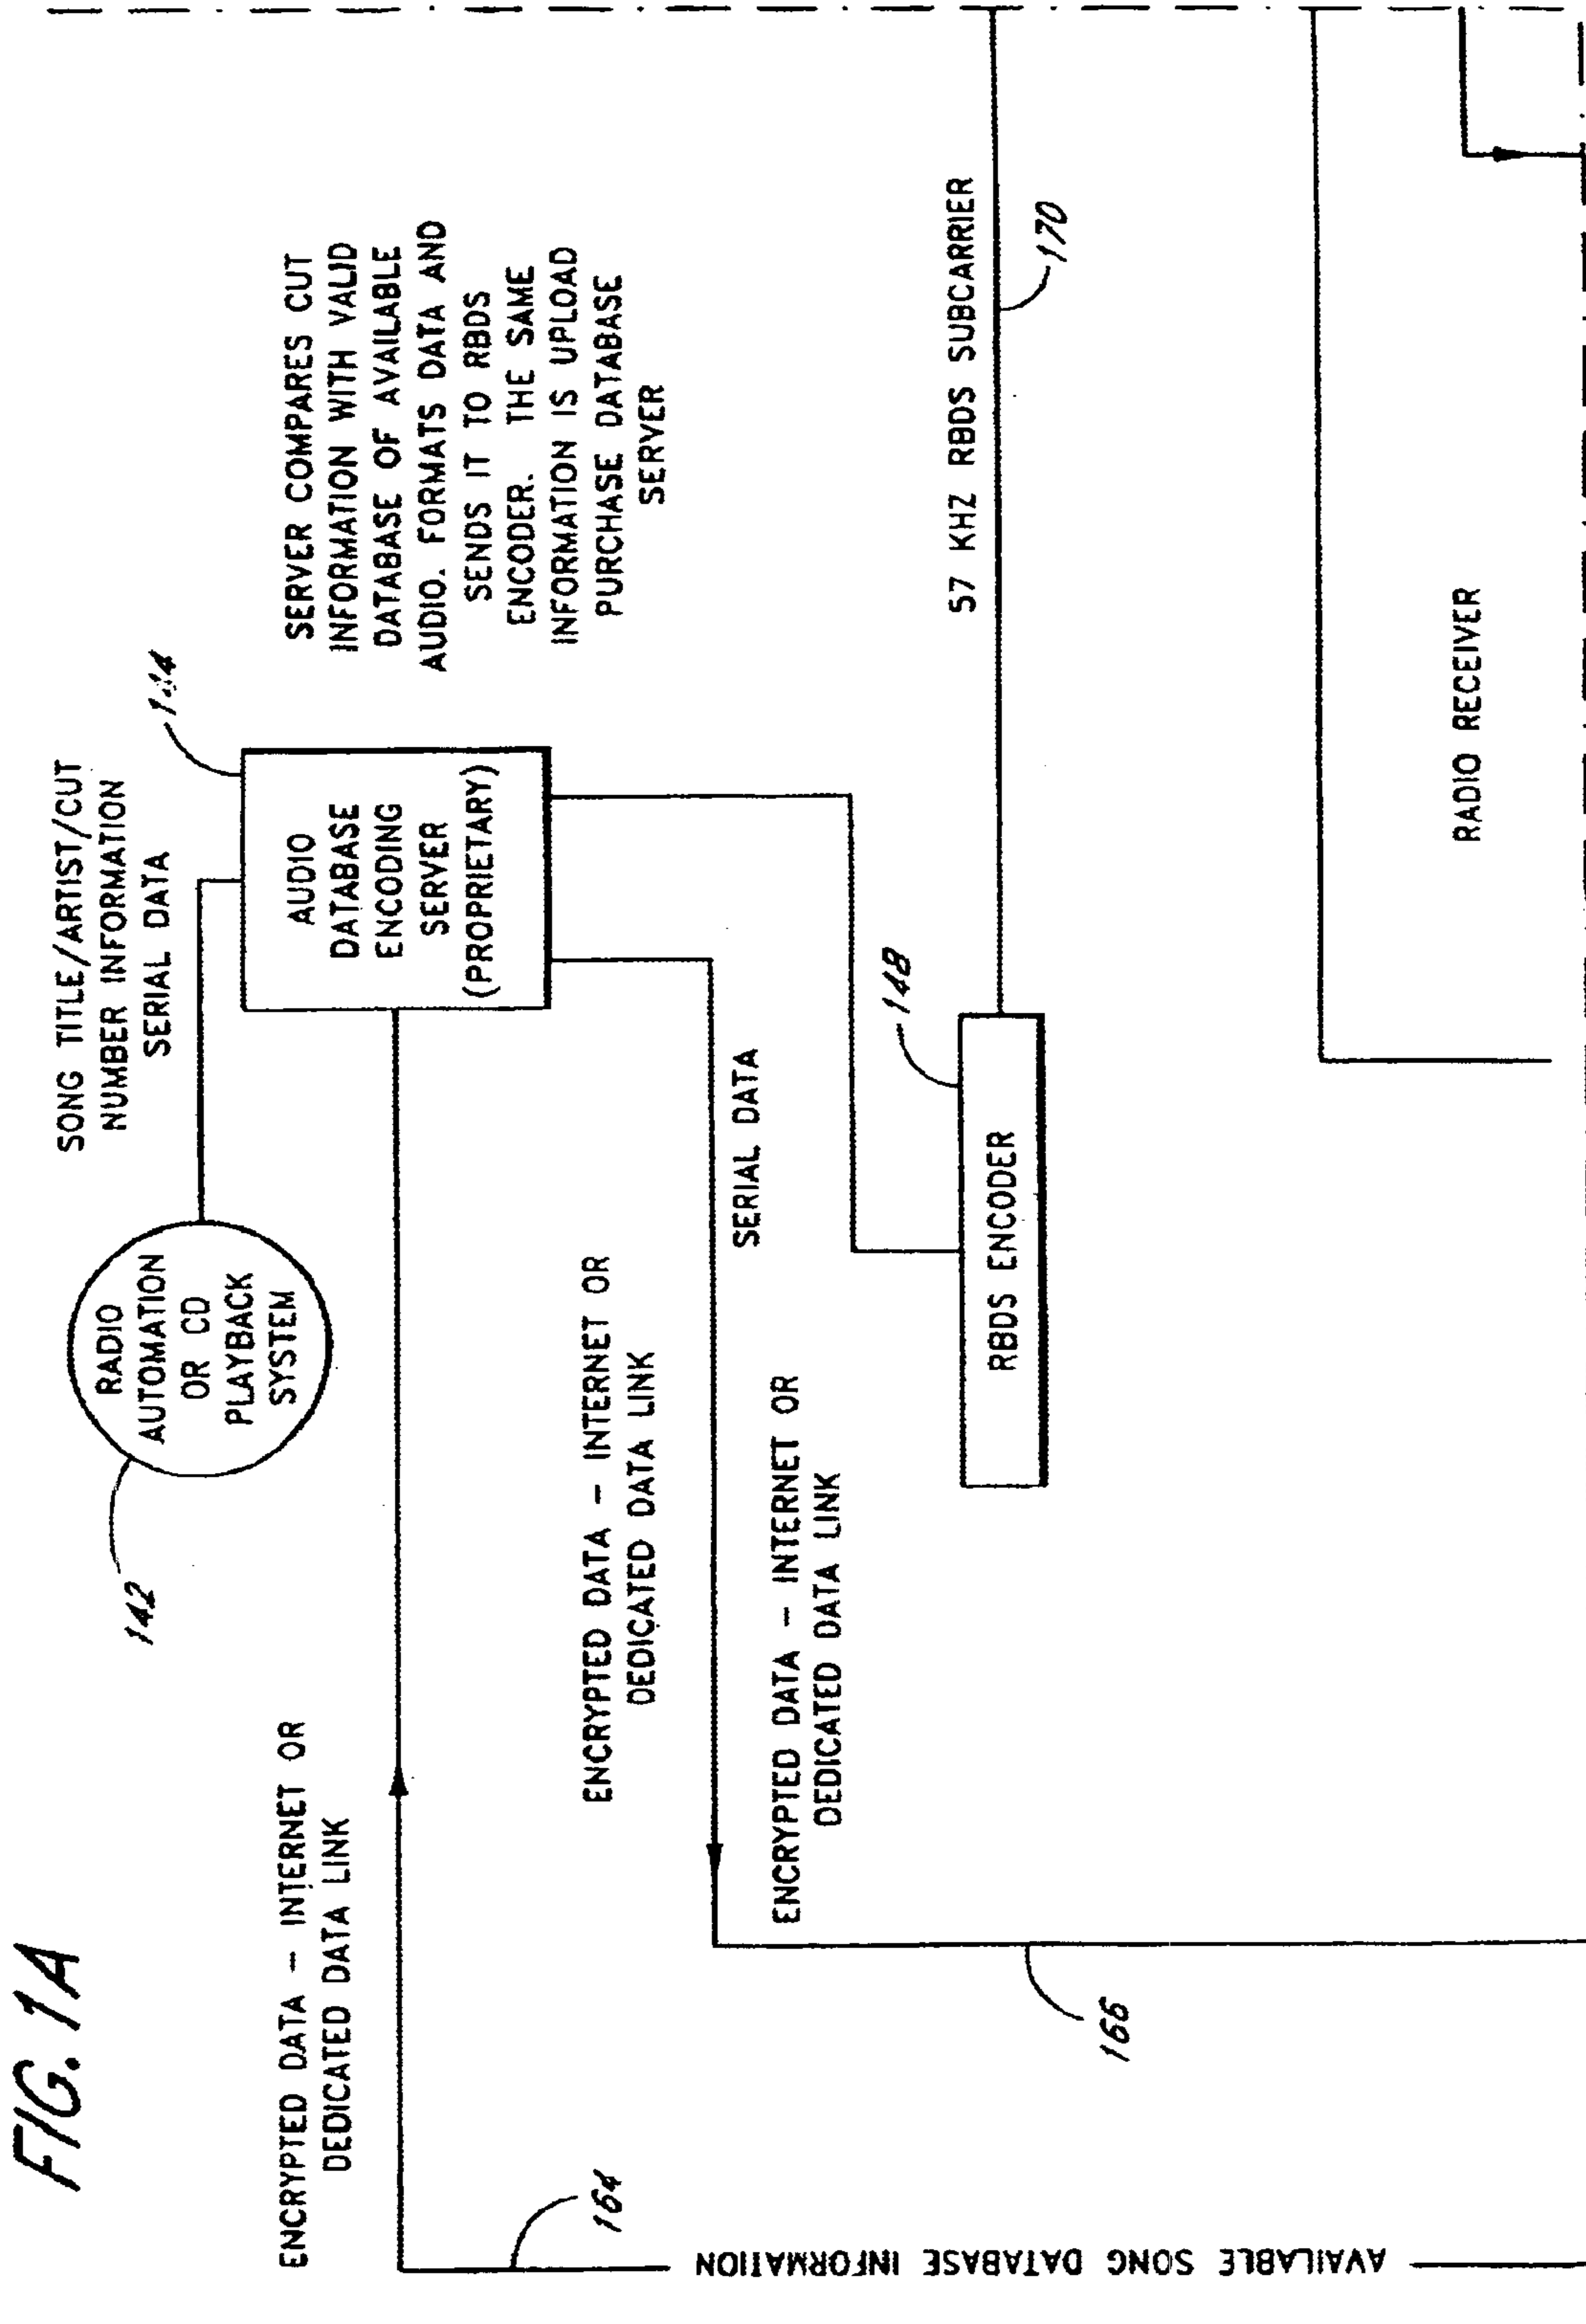 FIG. 1A
SONG TITLE/ARTIST/CUT
NUMBER INFORMATION
SERIAL DATA
144
RADIO
AUTOMATION
OR CD
PLAYBACK
SYSTEM
142
AUDIO
DATABASE
ENCODING
SERVER
(PROPRIETARY)
SERVER COMPARES CUT
INFORMATION WITH VALID
DATABASE OF AVAILABLE
AUDIO. FORMATS DATA AND
SENDS IT TO RBDS
ENCODER. THE SAME
INFORMATION IS UPLOAD
PURCHASE DATABASE
SERVER
ENCRYPTED DATA - INTERNET OR
DEDICATED DATA LINK
164
AVAILABLE SONG DATABASE INFORMATION
ENCRYPTED DATA - INTERNET OR
DEDICATED DATA LINK
SERIAL DATA
ENCRYPTED DATA - INTERNET OR
DEDICATED DATA LINK
166
148
RBDS ENCODER
57 KHZ RBDS SUBCARRIER
170
RADIO RECEIVER